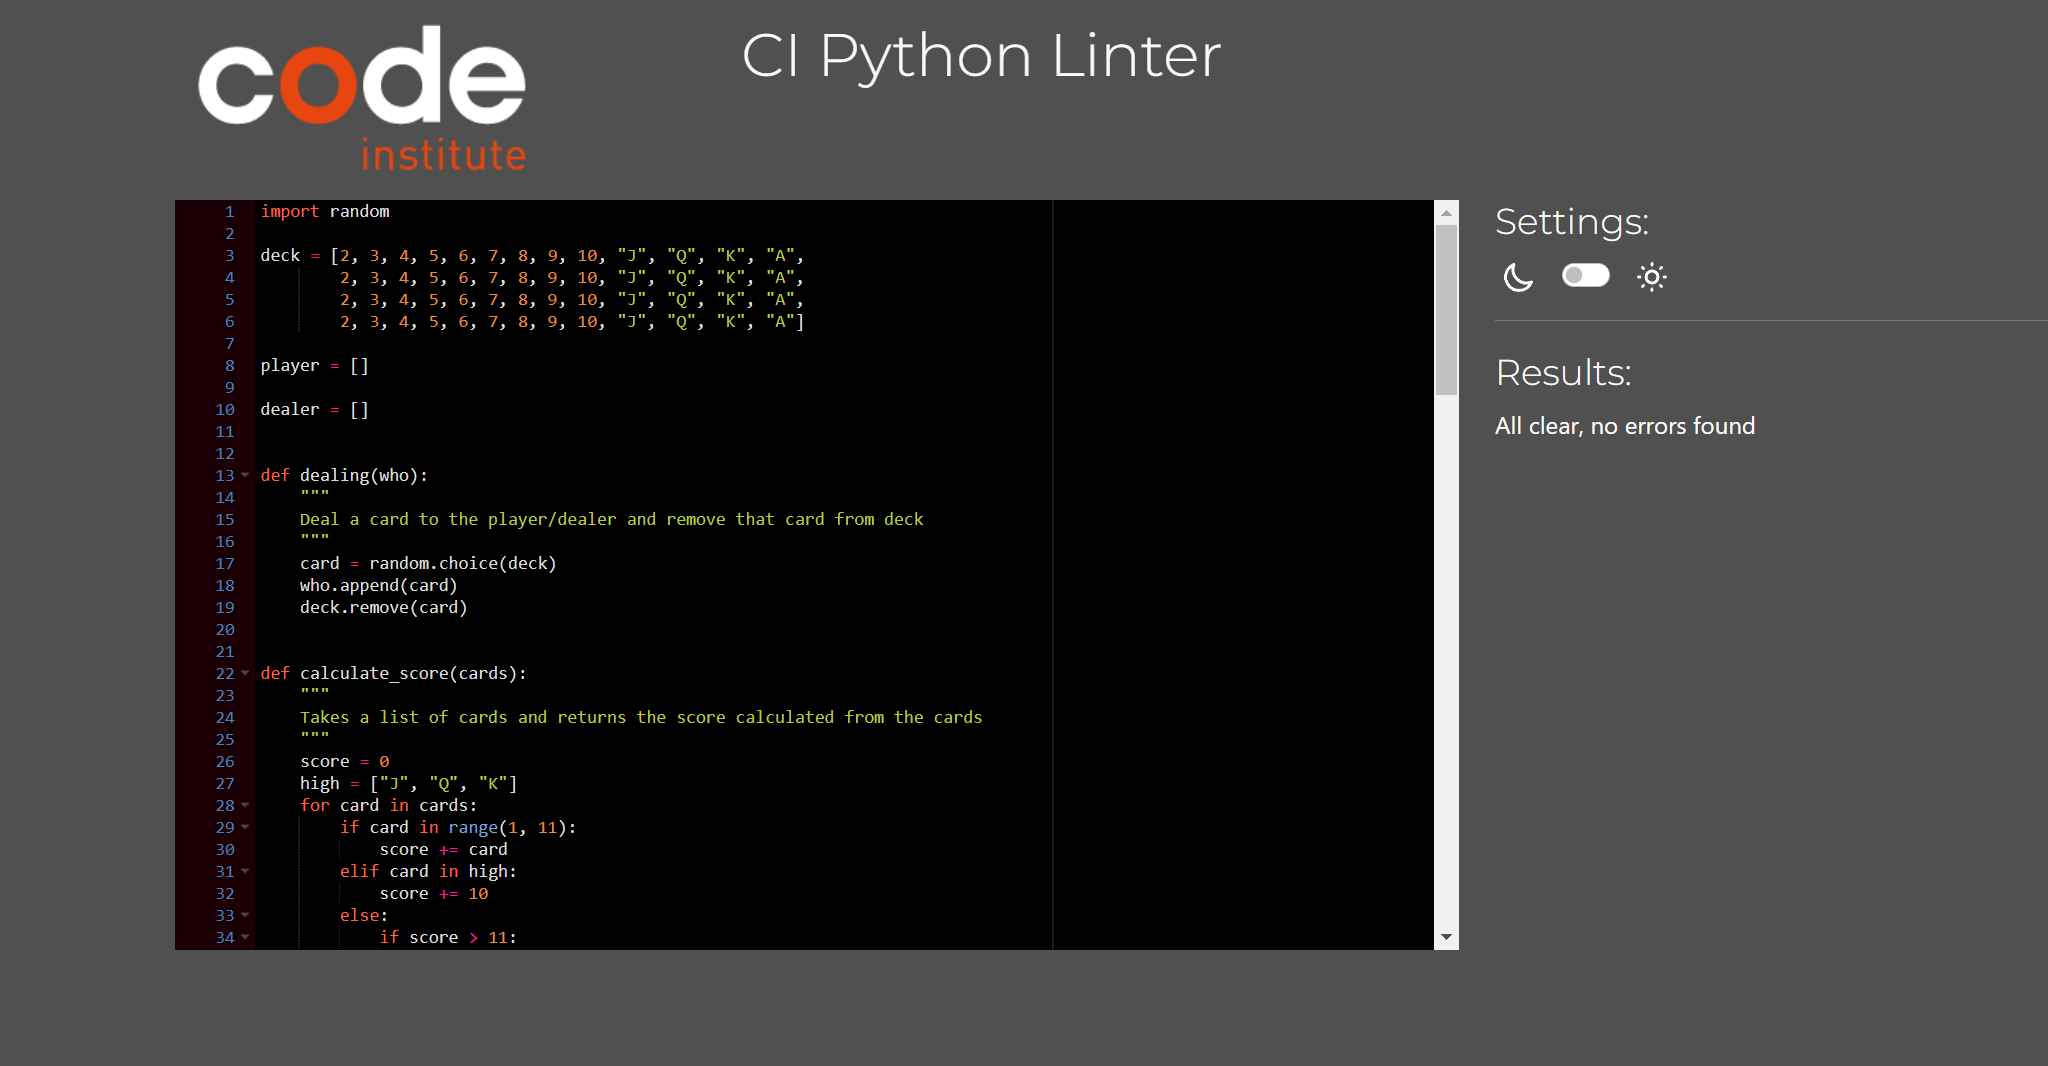 code
institute
CI Python Linter
1 import random
2
3 deck = [2, 3, 4, 5, 6, 7, 8, 9, 10, "J", "Q", "K", "A",
4         2, 3, 4, 5, 6, 7, 8, 9, 10, "J", "Q", "K", "A",
5         2, 3, 4, 5, 6, 7, 8, 9, 10, "J", "Q", "K", "A",
6         2, 3, 4, 5, 6, 7, 8, 9, 10, "J", "Q", "K", "A"]
7
8 player = []
9
10 dealer = []
11
12
13 def dealing(who):
14     """
15     Deal a card to the player/dealer and remove that card from deck
16     """
17     card = random.choice(deck)
18     who.append(card)
19     deck.remove(card)
20
21
22 def calculate_score(cards):
23     """
24     Takes a list of cards and returns the score calculated from the cards
25     """
26     score = 0
27     high = ["J", "Q", "K"]
28     for card in cards:
29         if card in range(1, 11):
30             score += card
31         elif card in high:
32             score += 10
33         else:
34             if score > 11:
Settings:
Results:
All clear, no errors found